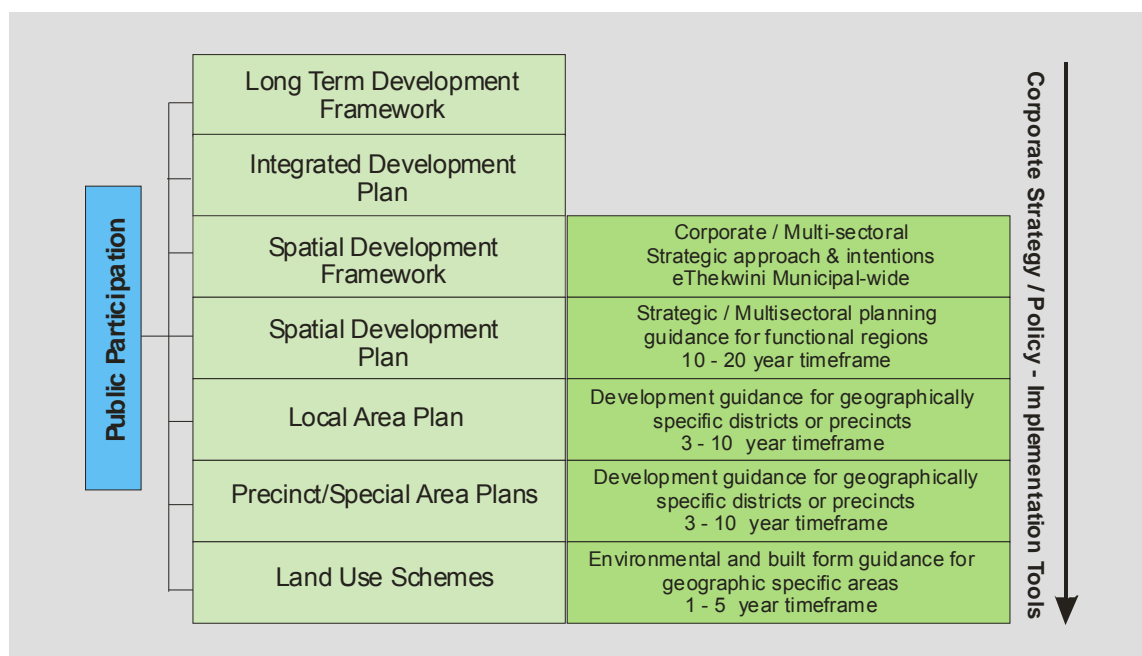 Public Participation
Long Term Development
Framework
Integrated Development
Plan
Spatial Development
Framework
Corporate / Multi-sectoral
Strategic approach & intentions
eThekwini Municipal-wide
Spatial Development
Plan
Strategic / Multisectoral planning
guidance for functional regions
10 - 20 year timeframe
Local Area Plan
Development guidance for geographically
specific districts or precincts
3 - 10 year timeframe
Precinct/Special Area Plans
Development guidance for geographically
specific districts or precincts
3 - 10 year timeframe
Land Use Schemes
Environmental and built form guidance for
geographic specific areas
1 - 5 year timeframe
Corporate Strategy / Policy - Implementation Tools